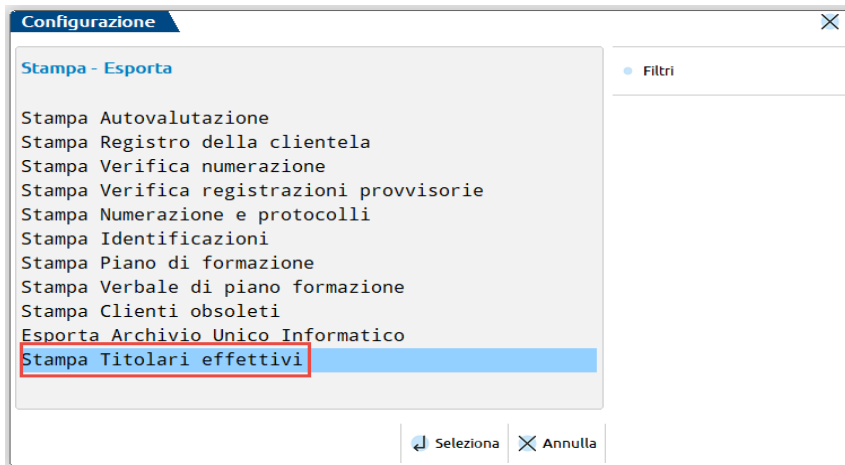 Configurazione
Stampa - Esporta
Filtri
Stampa Autovalutazione
Stampa Registro della clientela
Stampa Verifica numerazione
Stampa Verifica registrazioni provvisorie
Stampa Numerazione e protocolli
Stampa Identificazioni
Stampa Piano di formazione
Stampa Verbale di piano formazione
Stampa Clienti obsoleti
Esporta Archivio Unico Informatico
Stampa Titolari effettivi
Seleziona
Annulla